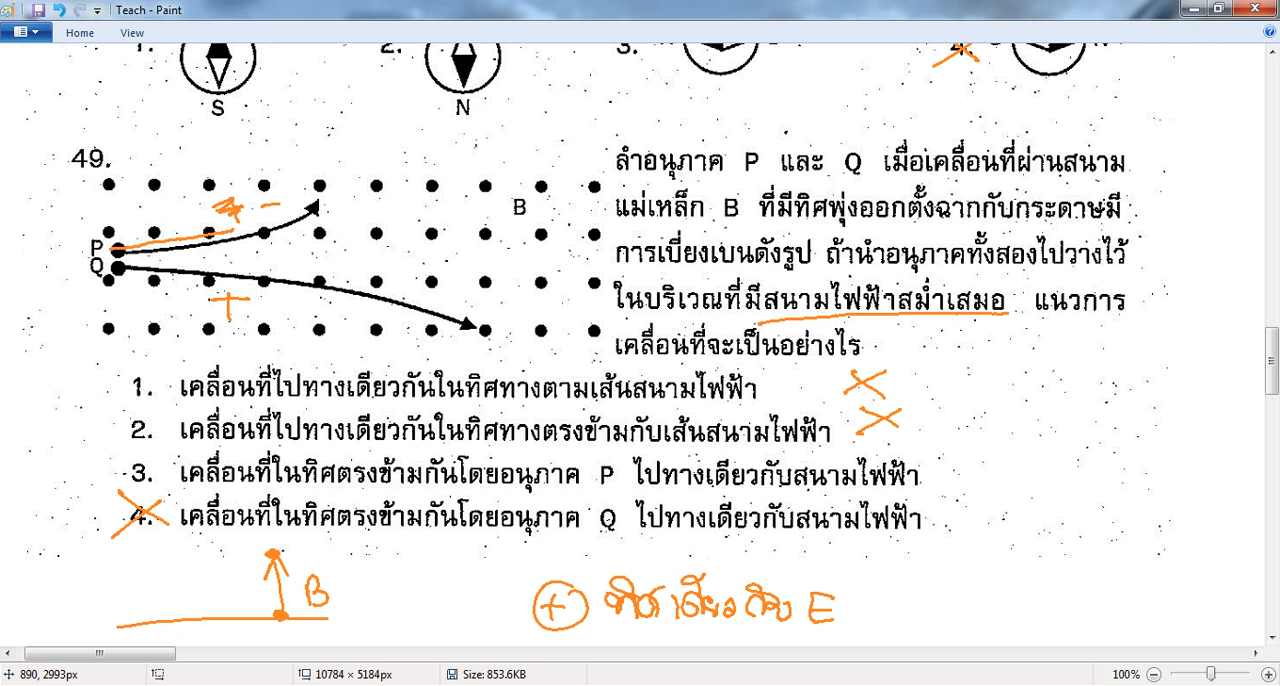 Teach - Paint
Home View
1. 2. 3. 4.
S N
49.
P
Q
B
ลำอนุภาค P และ Q เมื่อเคลื่อนที่ผ่านสนาม
แม่เหล็ก B ที่มีทิศพุ่งออกตั้งฉากกับกระดาษมี
การเบี่ยงเบนดังรูป ถ้านำอนุภาคทั้งสองไปวางไว้
ในบริเวณที่มีสนามไฟฟ้าสม่ำเสมอ แนวการ
เคลื่อนที่จะเป็นอย่างไร
1. เคลื่อนที่ไปทางเดียวกันในทิศทางตามเส้นสนามไฟฟ้า
2. เคลื่อนที่ไปทางเดียวกันในทิศทางตรงข้ามกับเส้นสนามไฟฟ้า
3. เคลื่อนที่ในทิศตรงข้ามกันโดยอนุภาค P ไปทางเดียวกับสนามไฟฟ้า
4. เคลื่อนที่ในทิศตรงข้ามกันโดยอนุภาค Q ไปทางเดียวกับสนามไฟฟ้า
B
+ ทิศเดียวกับ E
890, 2993px 10784 × 5184px Size: 853.6KB 100%